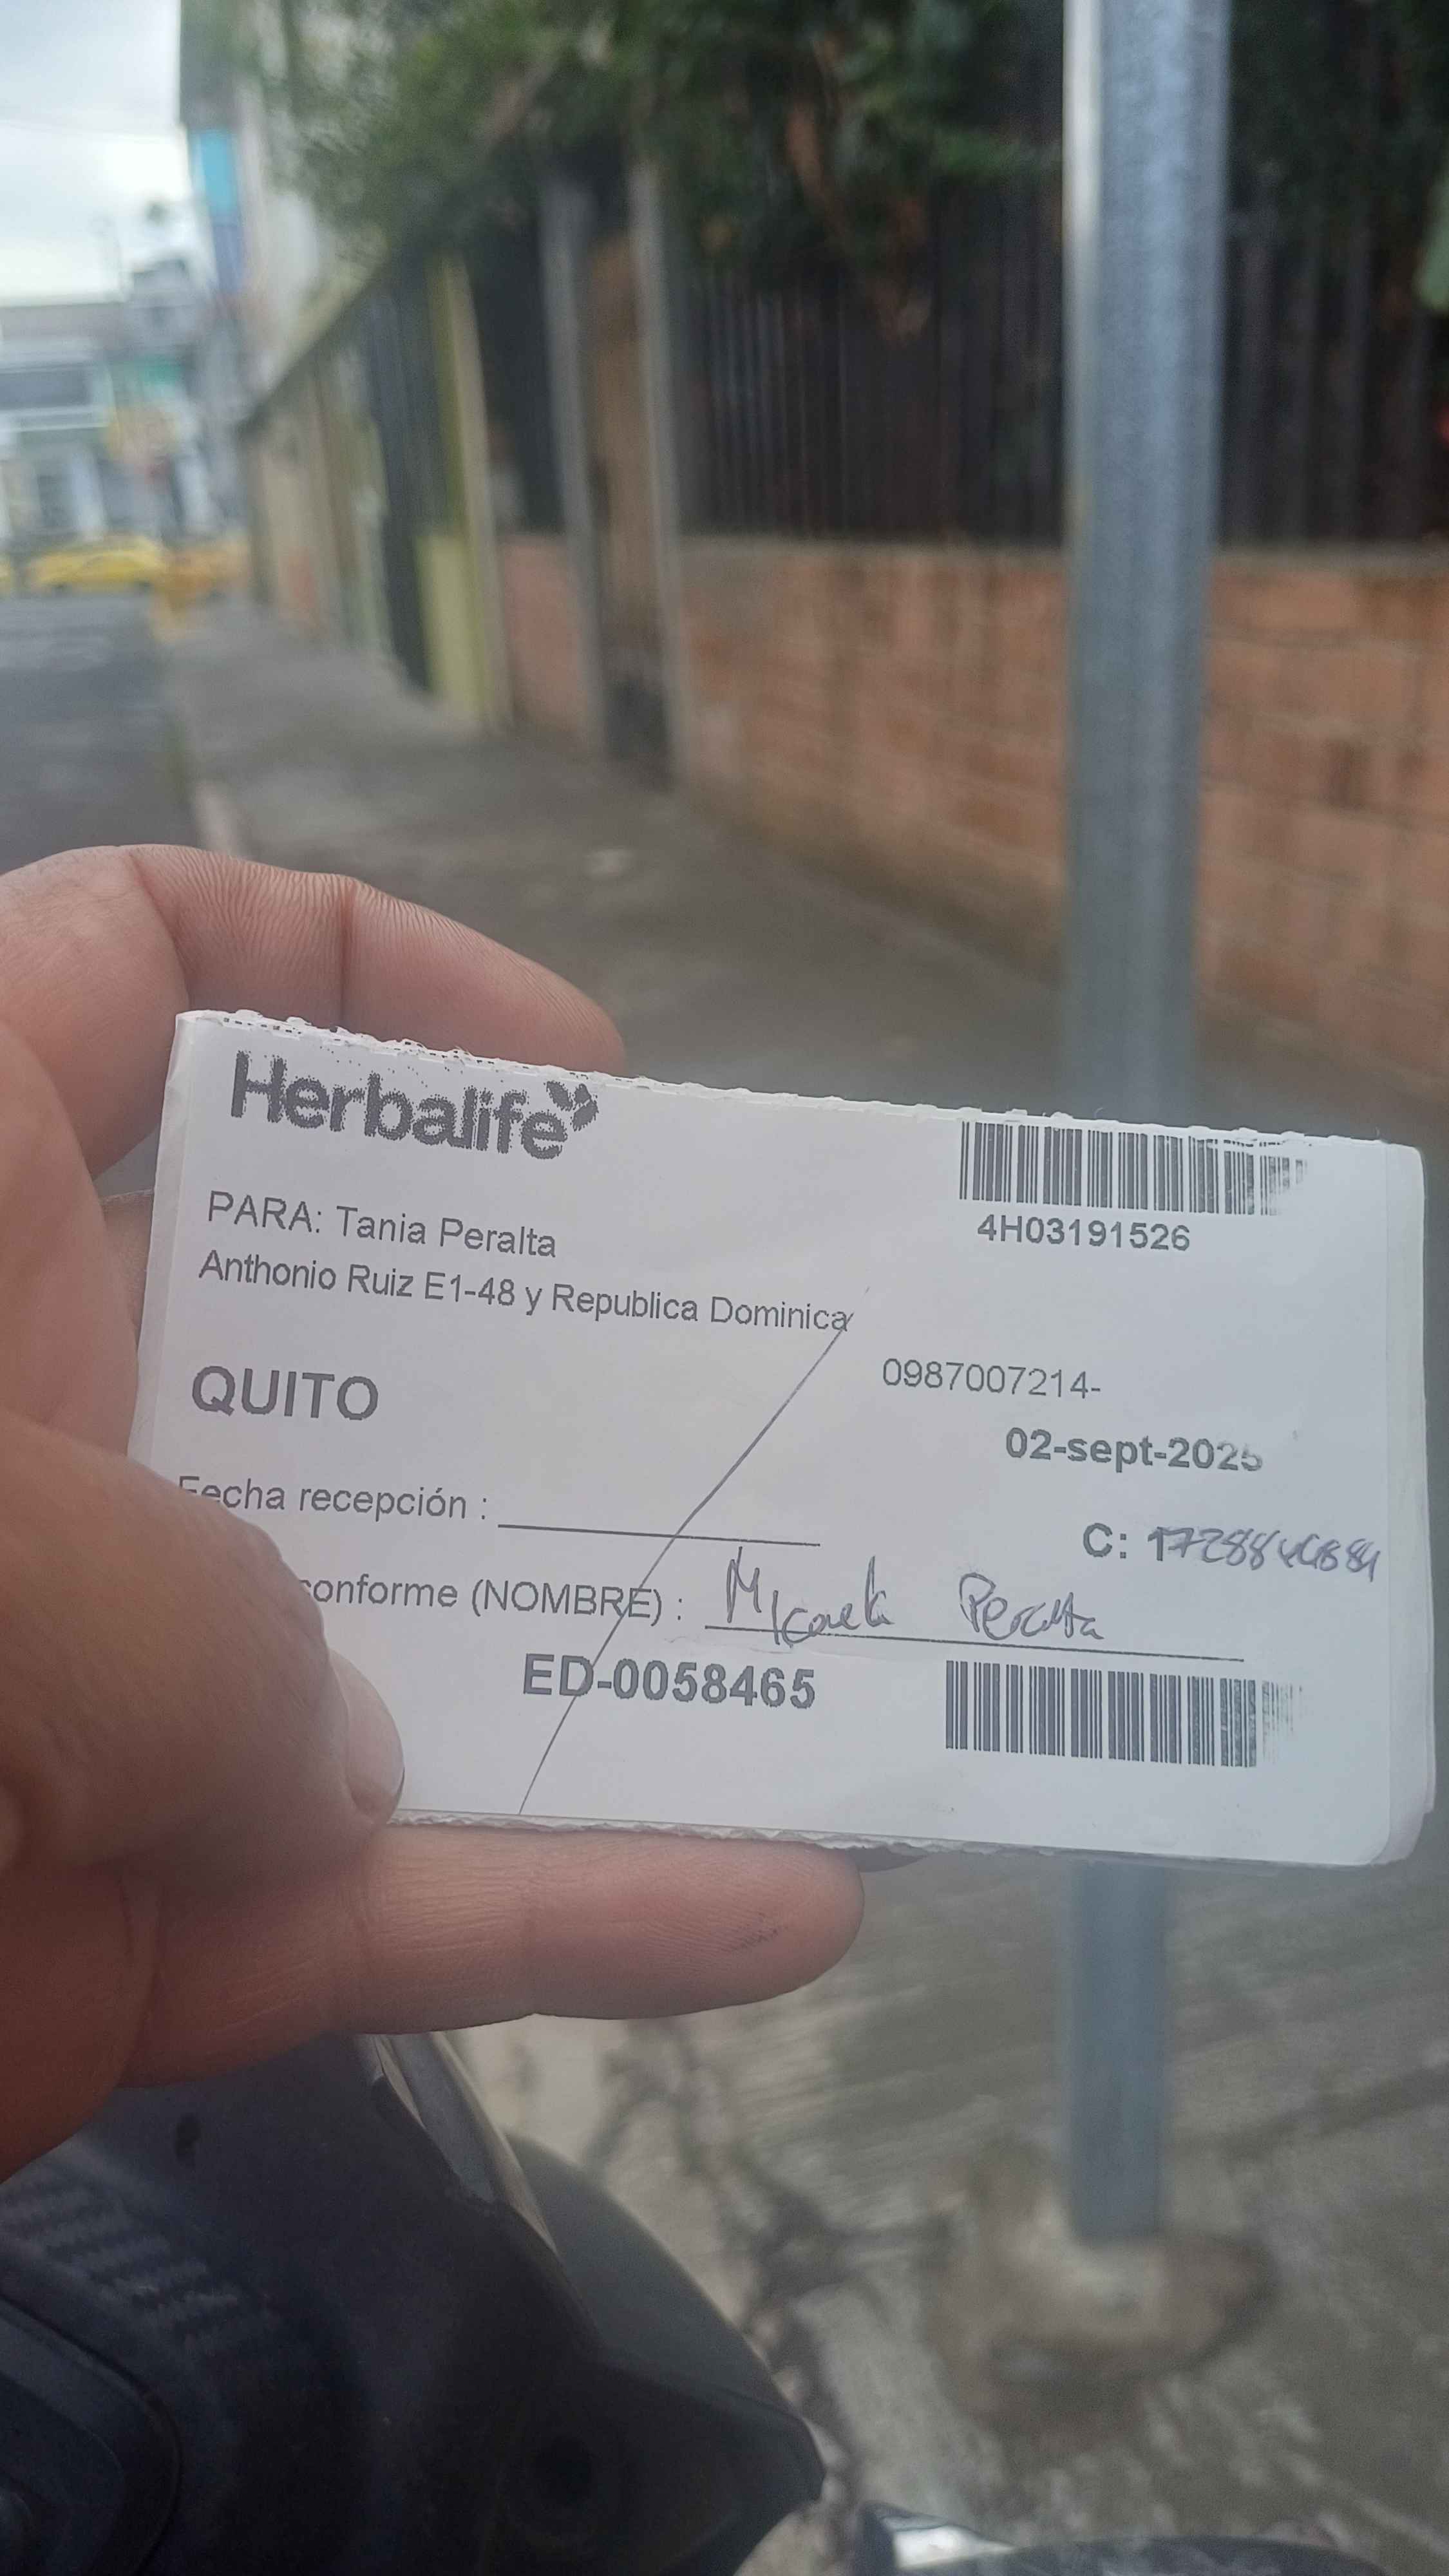 Herbalife
4H03191526
PARA: Tania Peralta
Anthonio Ruiz E1-48 y Republica Dominica
0987007214-
QUITO
02-sept-2025
Fecha recepción :
C:
conforme (NOMBRE) : Micaela Peralta
ED-0058465